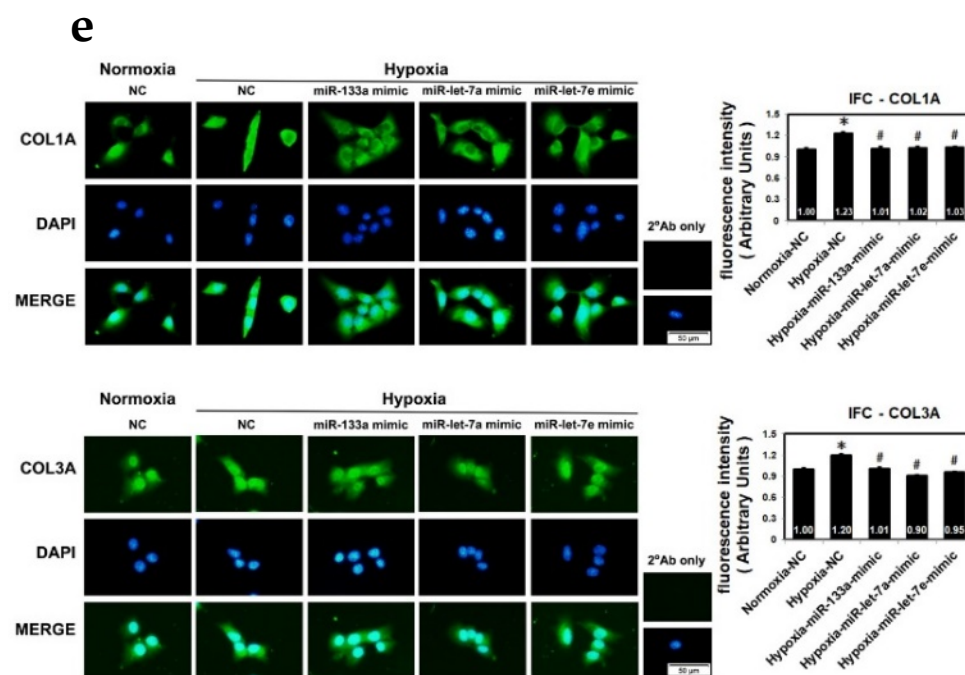 e
Normoxia Hypoxia
NC NC miR-133a mimic miR-let-7a mimic miR-let-7e mimic
COL1A
DAPI
MERGE
2°Ab only
50 µm
IFC - COL1A
fluorescence intensity
( Arbitrary Units )
1.5
1.2
0.9
0.6
0.3
0
* # # #
1.00 1.23 1.01 1.02 1.03
Normoxia-NC
Hypoxia-NC
Hypoxia-miR-133a-mimic
Hypoxia-miR-let-7a-mimic
Hypoxia-miR-let-7e-mimic
Normoxia Hypoxia
NC NC miR-133a mimic miR-let-7a mimic miR-let-7e mimic
COL3A
DAPI
MERGE
2°Ab only
50 µm
IFC - COL3A
fluorescence intensity
( Arbitrary Units )
1.5
1.2
0.9
0.6
0.3
0
* # # #
1.00 1.20 1.01 0.90 0.95
Normoxia-NC
Hypoxia-NC
Hypoxia-miR-133a-mimic
Hypoxia-miR-let-7a-mimic
Hypoxia-miR-let-7e-mimic